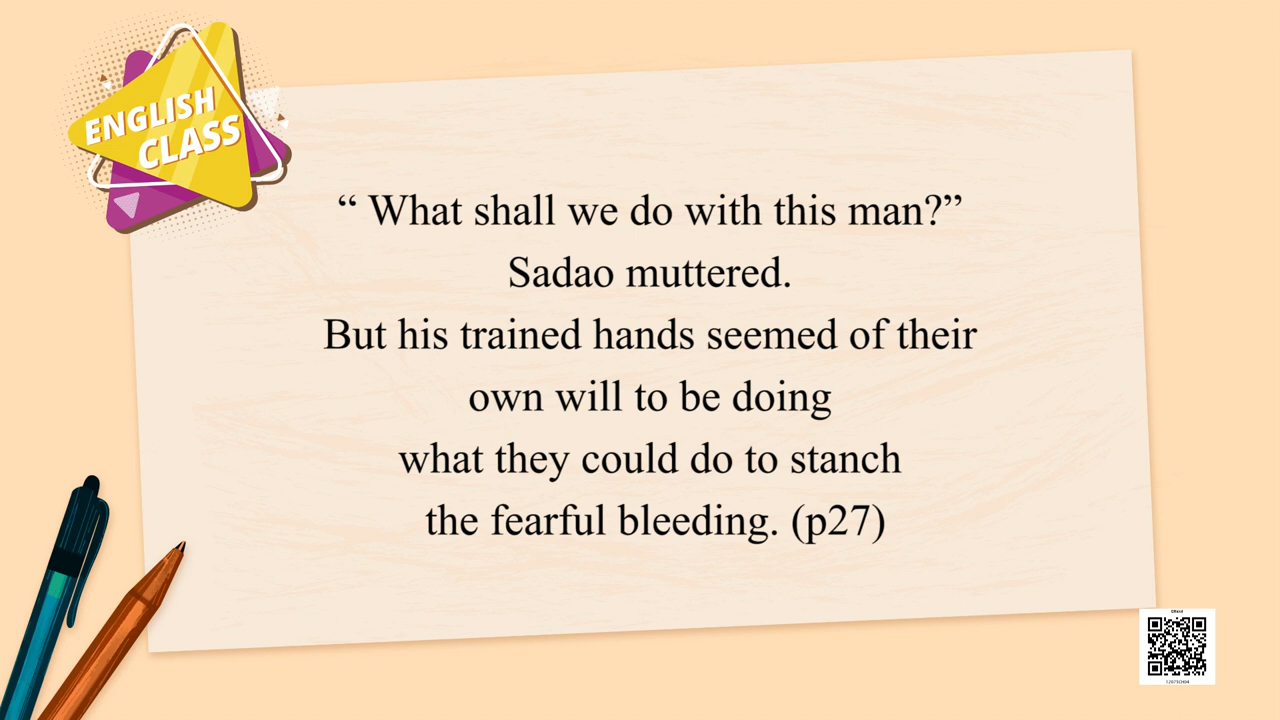 ENGLISH
CLASS
“ What shall we do with this man?”
Sadao muttered.
But his trained hands seemed of their
own will to be doing
what they could do to stanch
the fearful bleeding. (p27)